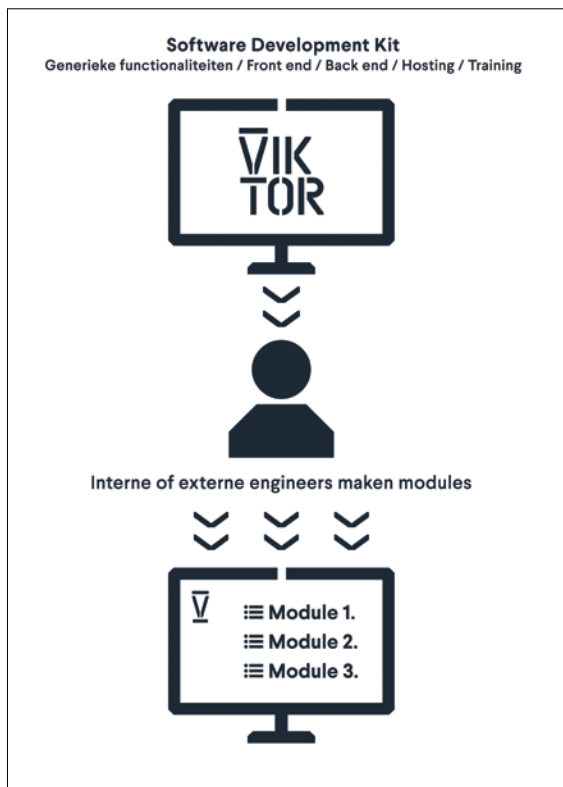 Software Development Kit
Generieke functionaliteiten / Front end / Back end / Hosting / Training
VIK
TOR
Interne of externe engineers maken modules
V
Module 1.
Module 2.
Module 3.